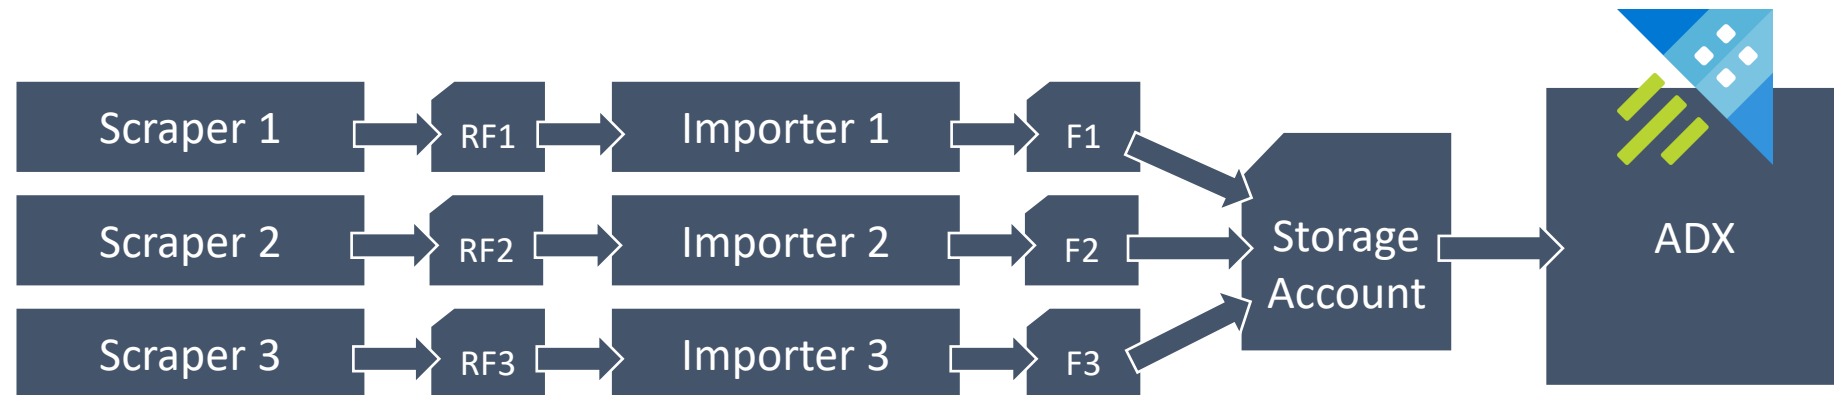 Scraper 1
RF1
Importer 1
F1
Scraper 2
RF2
Importer 2
F2
Scraper 3
RF3
Importer 3
F3
Storage
Account
ADX